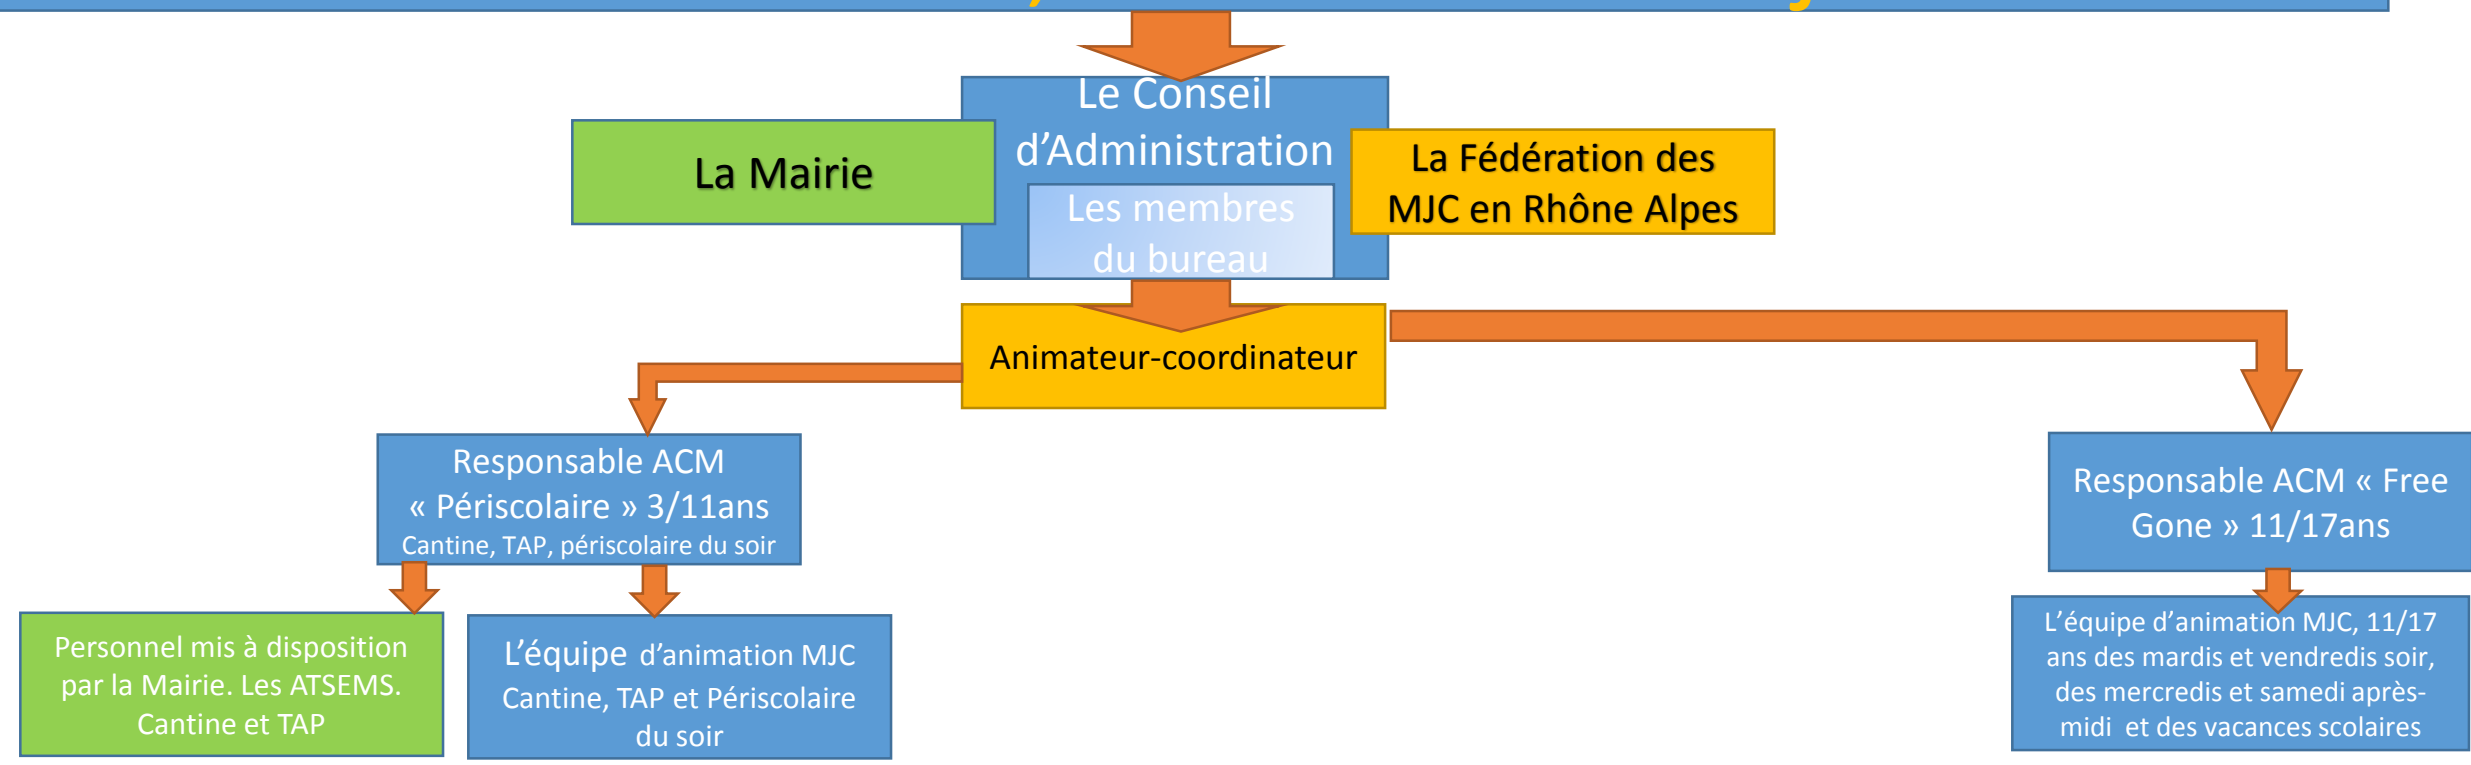 Le Conseil
d’Administration
La Mairie
La Fédération des
MJC en Rhône Alpes
Les membres
du bureau
Animateur-coordinateur
Responsable ACM
« Périscolaire » 3/11ans
Cantine, TAP, périscolaire du soir
Responsable ACM « Free
Gone » 11/17ans
Personnel mis à disposition
par la Mairie. Les ATSEMS.
Cantine et TAP
L’équipe d’animation MJC
Cantine, TAP et Périscolaire
du soir
L’équipe d’animation MJC, 11/17
ans des mardis et vendredis soir,
des mercredis et samedi après-
midi et des vacances scolaires